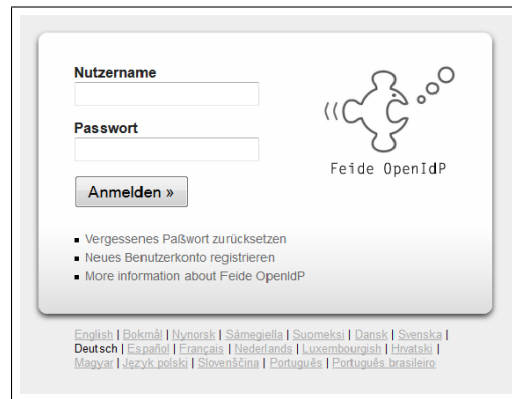 Nutzername
Passwort
Anmelden »
Feide OpenIdP
Vergessenes Paßwort zurücksetzen
Neues Benutzerkonto registrieren
More information about Feide OpenIdP
English | Bokmål | Nynorsk | Sámegiella | Suomeksi | Dansk | Svenska |
Deutsch | Español | Français | Nederlands | Luxembourgish | Hrvatski |
Magyar | Język polski | Slovenščina | Português | Português brasileiro